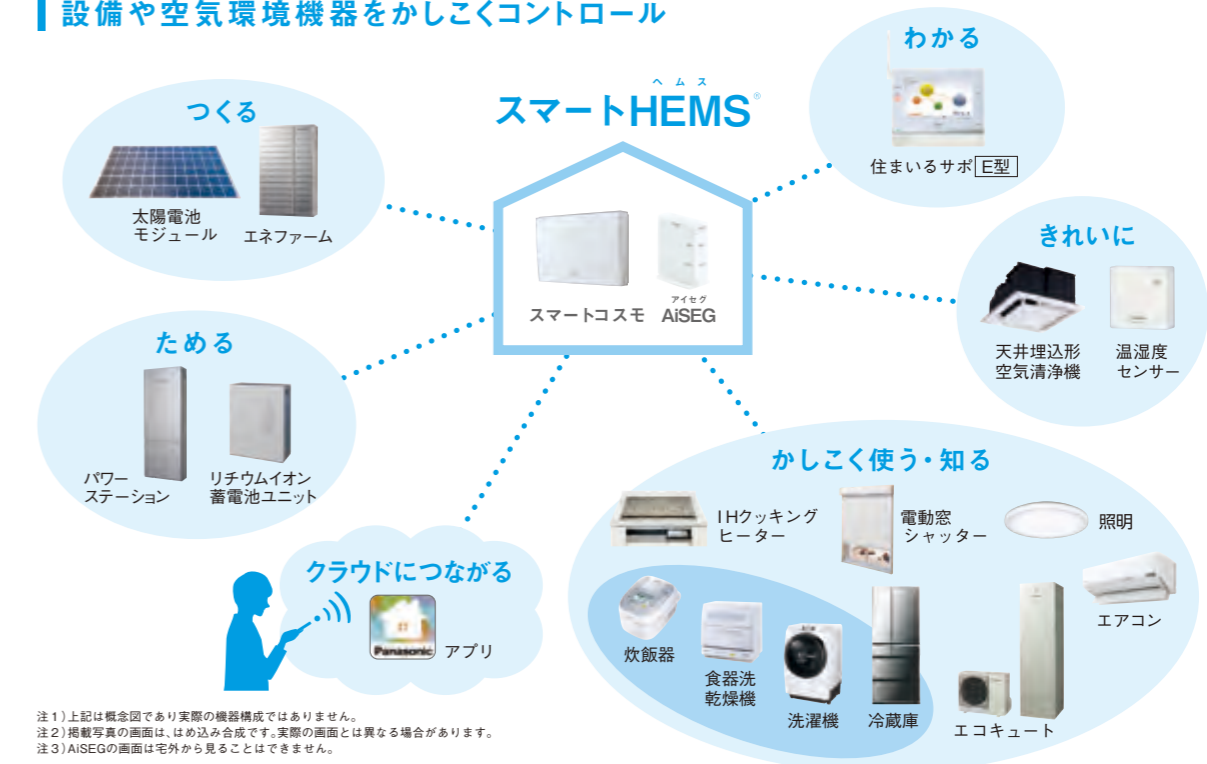 設備や空気環境機器をかしこくコントロール
わかる
住まいるサポ E型
つくる
太陽電池
モジュール
エネファーム
ヘムス
スマートHEMS®
スマートコスモ
アイセグ
AiSEG
きれいに
天井埋込形
空気清浄機
温湿度
センサー
ためる
パワー
ステーション
リチウムイオン
蓄電池ユニット
かしこく使う・知る
IHクッキング
ヒーター
電動窓
シャッター
照明
エアコン
炊飯器
食器洗
乾燥機
洗濯機
冷蔵庫
エコキュート
クラウドにつながる
Panasonic
アプリ
注1)上記は概念図であり実際の機器構成ではありません。
注2)掲載写真の画面は、はめ込み合成です。実際の画面とは異なる場合があります。
注3)AiSEGの画面は宅外から見ることはできません。